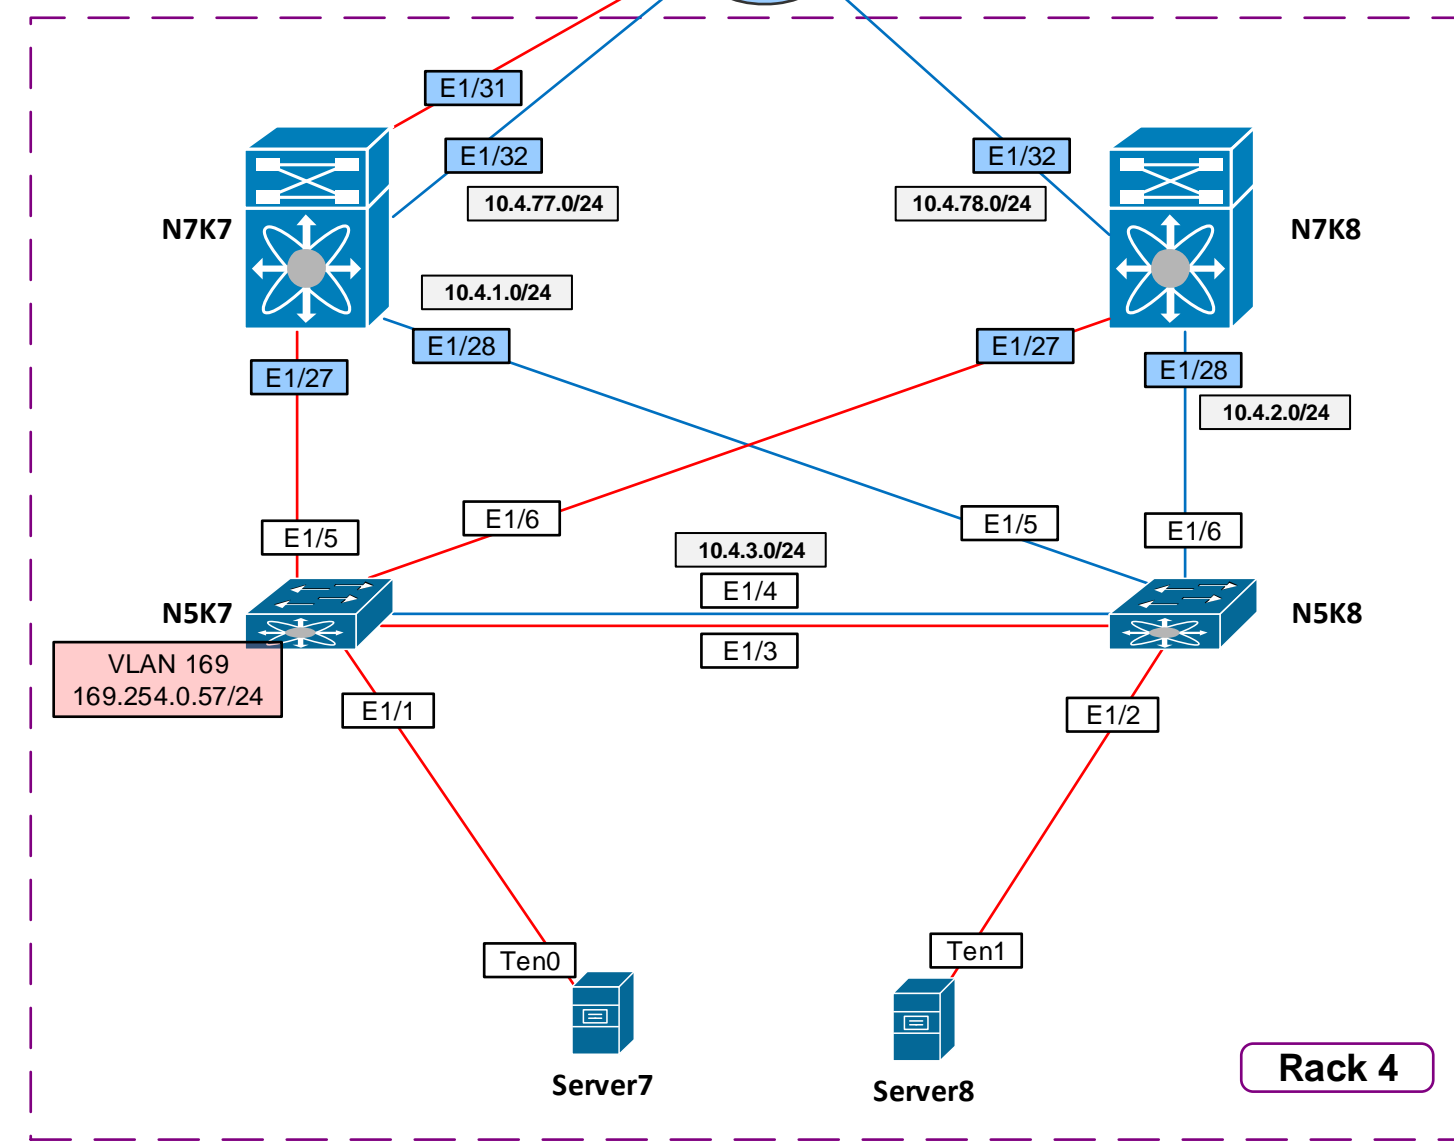 E1/31
E1/32
E1/32
10.4.77.0/24
10.4.78.0/24
N7K7
N7K8
10.4.1.0/24
E1/28
E1/27
E1/27
E1/28
10.4.2.0/24
E1/6
E1/5
E1/5
E1/6
10.4.3.0/24
E1/4
N5K7
N5K8
E1/3
VLAN 169
169.254.0.57/24
E1/1
E1/2
Ten0
Ten1
Server7
Server8
Rack 4